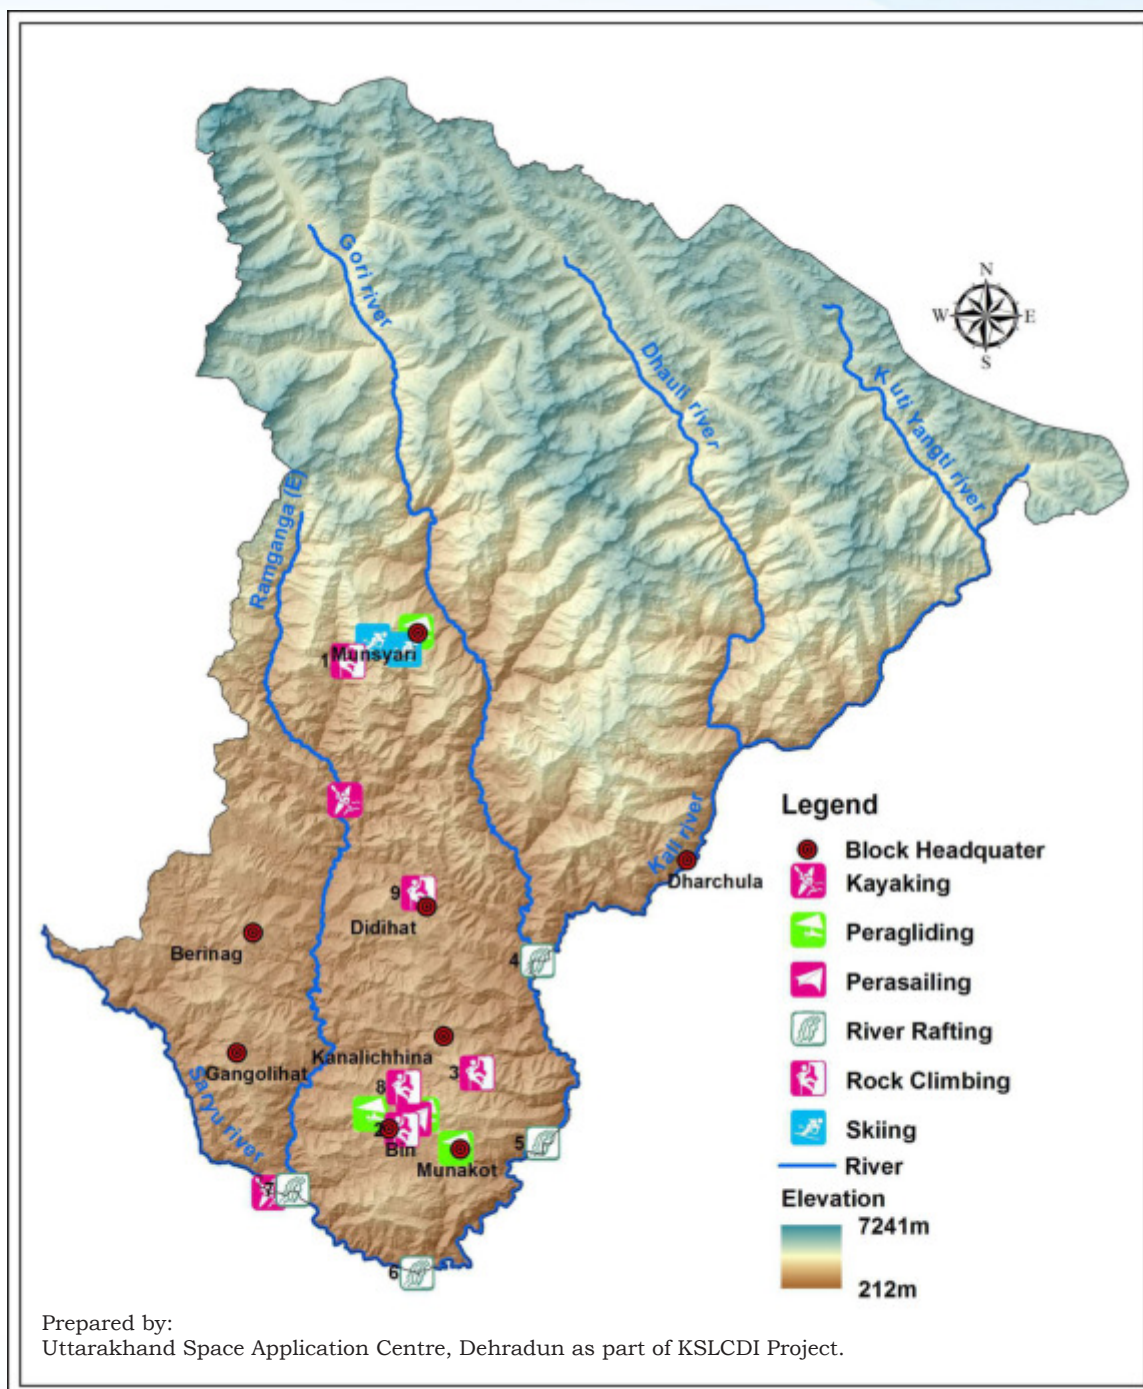 Gori river
N
W
E
S
Dhauli river
Kuti Yangti river
Ramganga (E)
Munsyari
1
Legend
Kali river
Block Headquater
Dharchula
Kayaking
9
Didihat
Peragliding
Berinag
4
Perasailing
River Rafting
Kanalichhina
Gangolihat
3
8
Rock Climbing
Saryu river
2
Bin
5
Skiing
Munakot
River
7
Elevation
7241m
6
212m
Prepared by:
Uttarakhand Space Application Centre, Dehradun as part of KSLCDI Project.